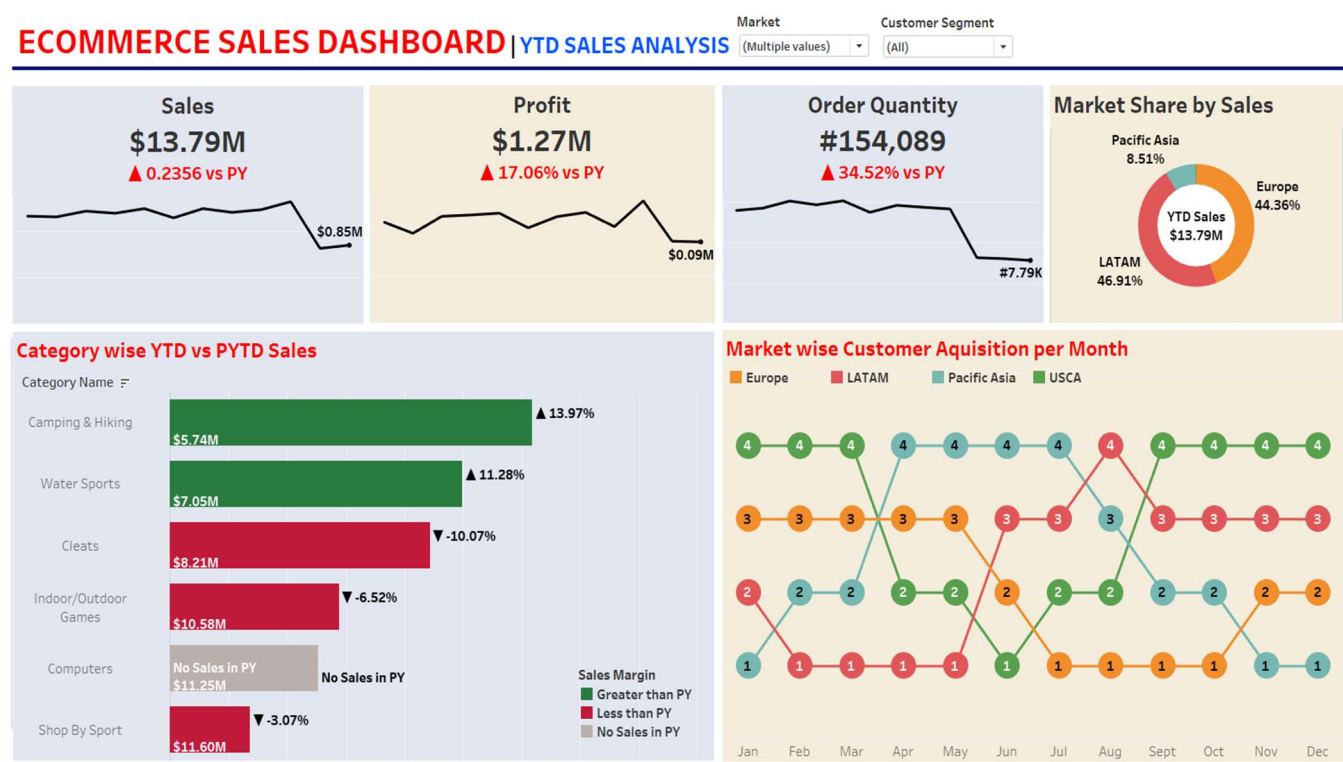 ECOMMERCE SALES DASHBOARD|YTD SALES ANALYSIS
Market
(Multiple values)
Customer Segment
(All)
Sales
$13.79M
▲ 0.2356 vs PY
$0.85M
Profit
$1.27M
▲ 17.06% vs PY
$0.09M
Order Quantity
#154,089
▲ 34.52% vs PY
#7.79K
Market Share by Sales
Pacific Asia
8.51%
Europe
44.36%
YTD Sales
$13.79M
LATAM
46.91%
Category wise YTD vs PYTD Sales
Category Name
Camping & Hiking
$5.74M
▲ 13.97%
Water Sports
$7.05M
▲ 11.28%
Cleats
$8.21M
▼ -10.07%
Indoor/Outdoor
Games
$10.58M
▼ -6.52%
Computers
No Sales in PY
$11.25M
No Sales in PY
Shop By Sport
$11.60M
▼ -3.07%
Sales Margin
Greater than PY
Less than PY
No Sales in PY
Market wise Customer Aquisition per Month
Europe LATAM Pacific Asia USCA
4 4 4 4 4 4 4 4 4 4 4 4
3 3 3 3 3 3 3 3 3 3 3 3
2 2 2 2 2 2 2 2 2 2 2 2
1 1 1 1 1 1 1 1 1 1 1 1
Jan Feb Mar Apr May Jun Jul Aug Sept Oct Nov Dec